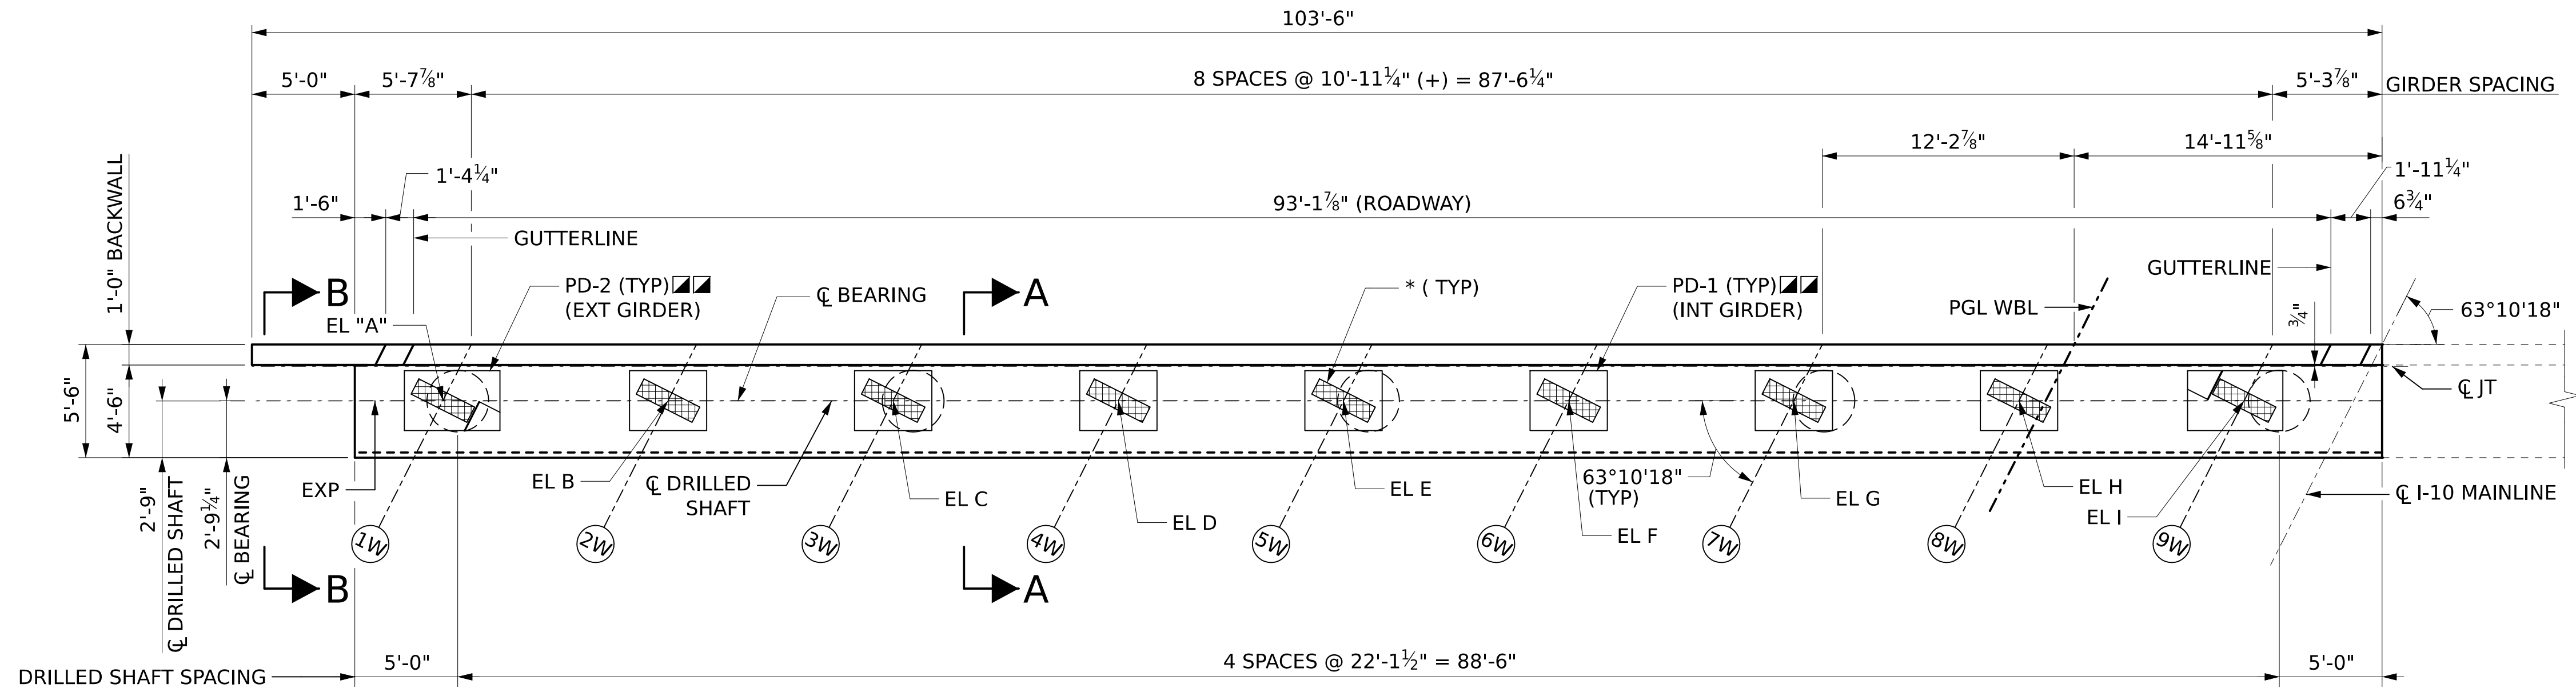 103'-6"
5'-0"
5'-7⅞"
8 SPACES @ 10'-11¼" (+) = 87'-6¼"
5'-3⅞"
GIRDER SPACING
12'-2⅞"
14'-11⅝"
1'-4¼"
1'-11¼"
1'-6"
93'-1⅞" (ROADWAY)
6¾"
1'-0" BACKWALL
GUTTERLINE
GUTTERLINE
B
PD-2 (TYP)
(EXT GIRDER)
℄ BEARING
A
* ( TYP)
PD-1 (TYP)
(INT GIRDER)
PGL WBL
¾"
63°10'18"
EL "A"
5'-6"
4'-6"
℄ JT
EXP
EL B
℄ DRILLED
SHAFT
EL C
EL D
EL E
63°10'18"
(TYP)
EL F
EL G
EL H
EL I
℄ I-10 MAINLINE
2'-9"
℄ DRILLED SHAFT
2'-9¼"
℄ BEARING
1W
2W
3W
4W
5W
6W
7W
8W
9W
B
A
DRILLED SHAFT SPACING
5'-0"
4 SPACES @ 22'-1½" = 88'-6"
5'-0"